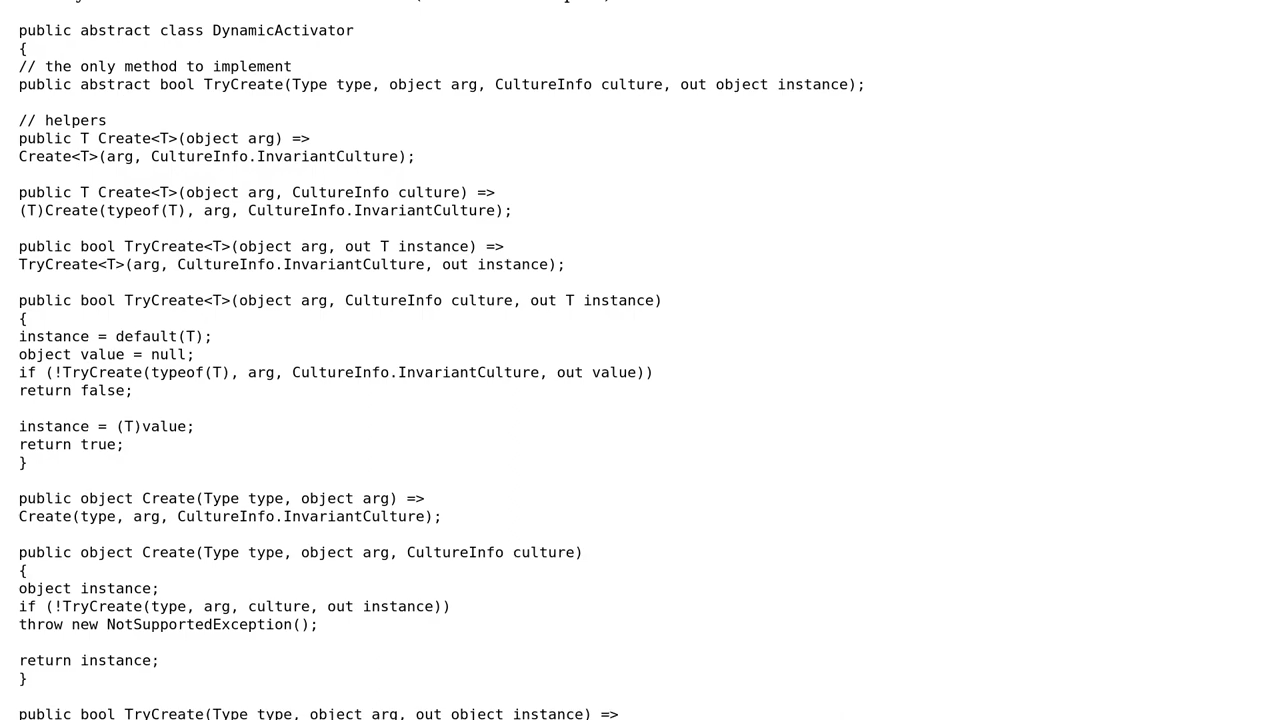 public abstract class DynamicActivator
{
// the only method to implement
public abstract bool TryCreate(Type type, object arg, CultureInfo culture, out object instance);
// helpers
public T Create<T>(object arg) =>
Create<T>(arg, CultureInfo.InvariantCulture);
public T Create<T>(object arg, CultureInfo culture) =>
(T)Create(typeof(T), arg, CultureInfo.InvariantCulture);
public bool TryCreate<T>(object arg, out T instance) =>
TryCreate<T>(arg, CultureInfo.InvariantCulture, out instance);
public bool TryCreate<T>(object arg, CultureInfo culture, out T instance)
{
instance = default(T);
object value = null;
if (!TryCreate(typeof(T), arg, CultureInfo.InvariantCulture, out value))
return false;
instance = (T)value;
return true;
}
public object Create(Type type, object arg) =>
Create(type, arg, CultureInfo.InvariantCulture);
public object Create(Type type, object arg, CultureInfo culture)
{
object instance;
if (!TryCreate(type, arg, culture, out instance))
throw new NotSupportedException();
return instance;
}
public bool TryCreate(Type type, object arg, out object instance) =>